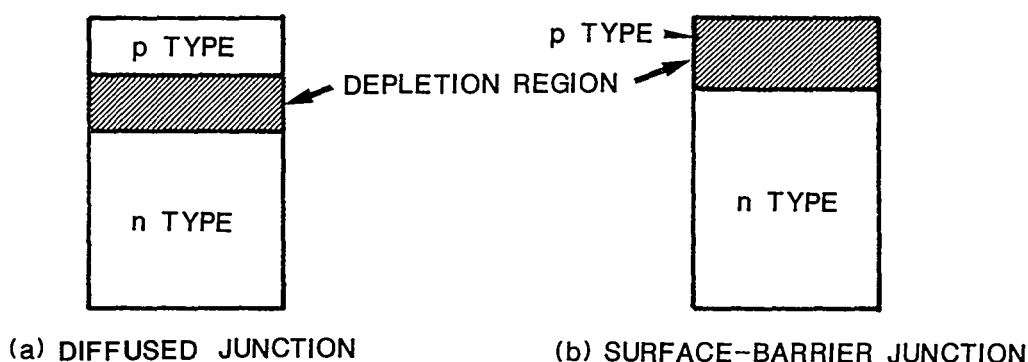 p TYPE
p TYPE
DEPLETION REGION
n TYPE
n TYPE
(a) DIFFUSED JUNCTION
(b) SURFACE-BARRIER JUNCTION